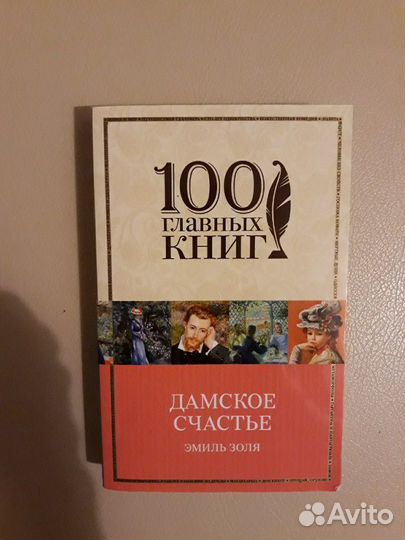 100
главных
КНИГ
ДАМСКОЕ
СЧАСТЬЕ
ЭМИЛЬ ЗОЛЯ
Avito